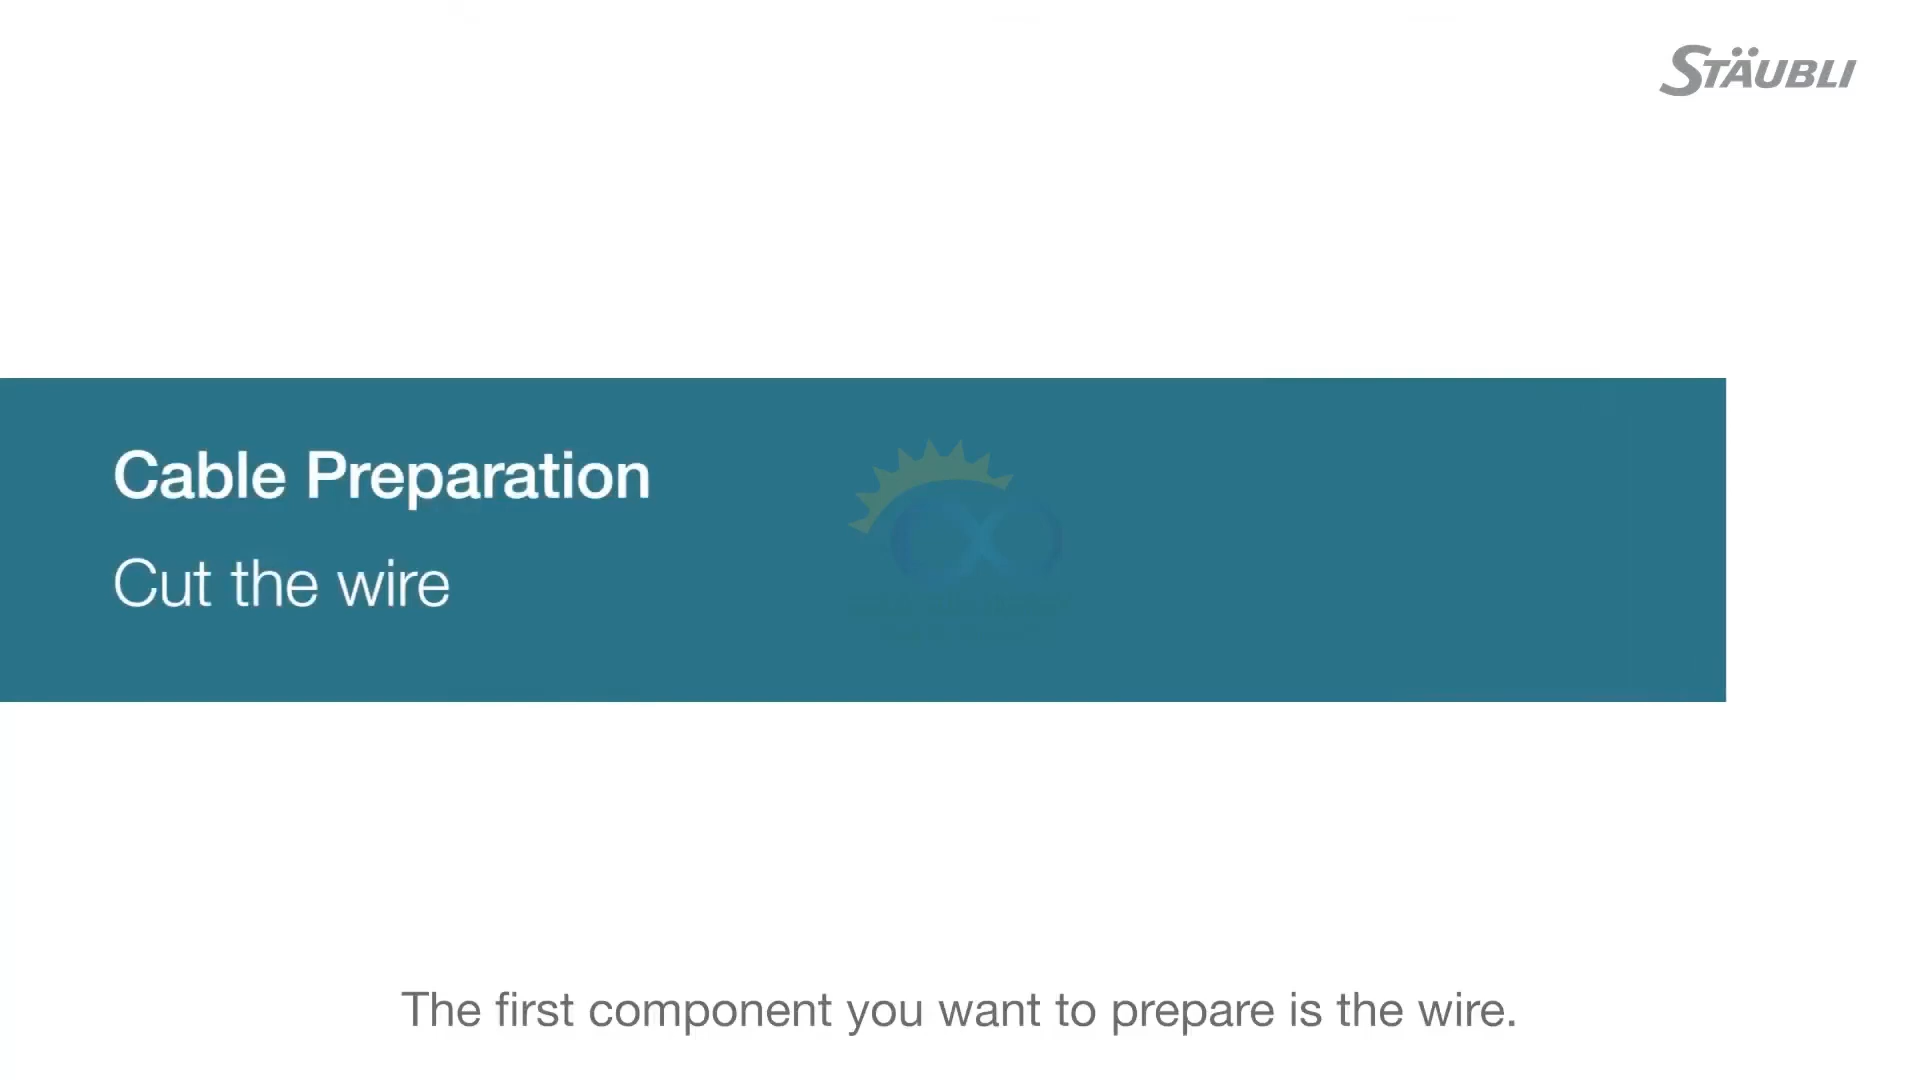 STÄUBLI
Cable Preparation
Cut the wire
The first component you want to prepare is the wire.